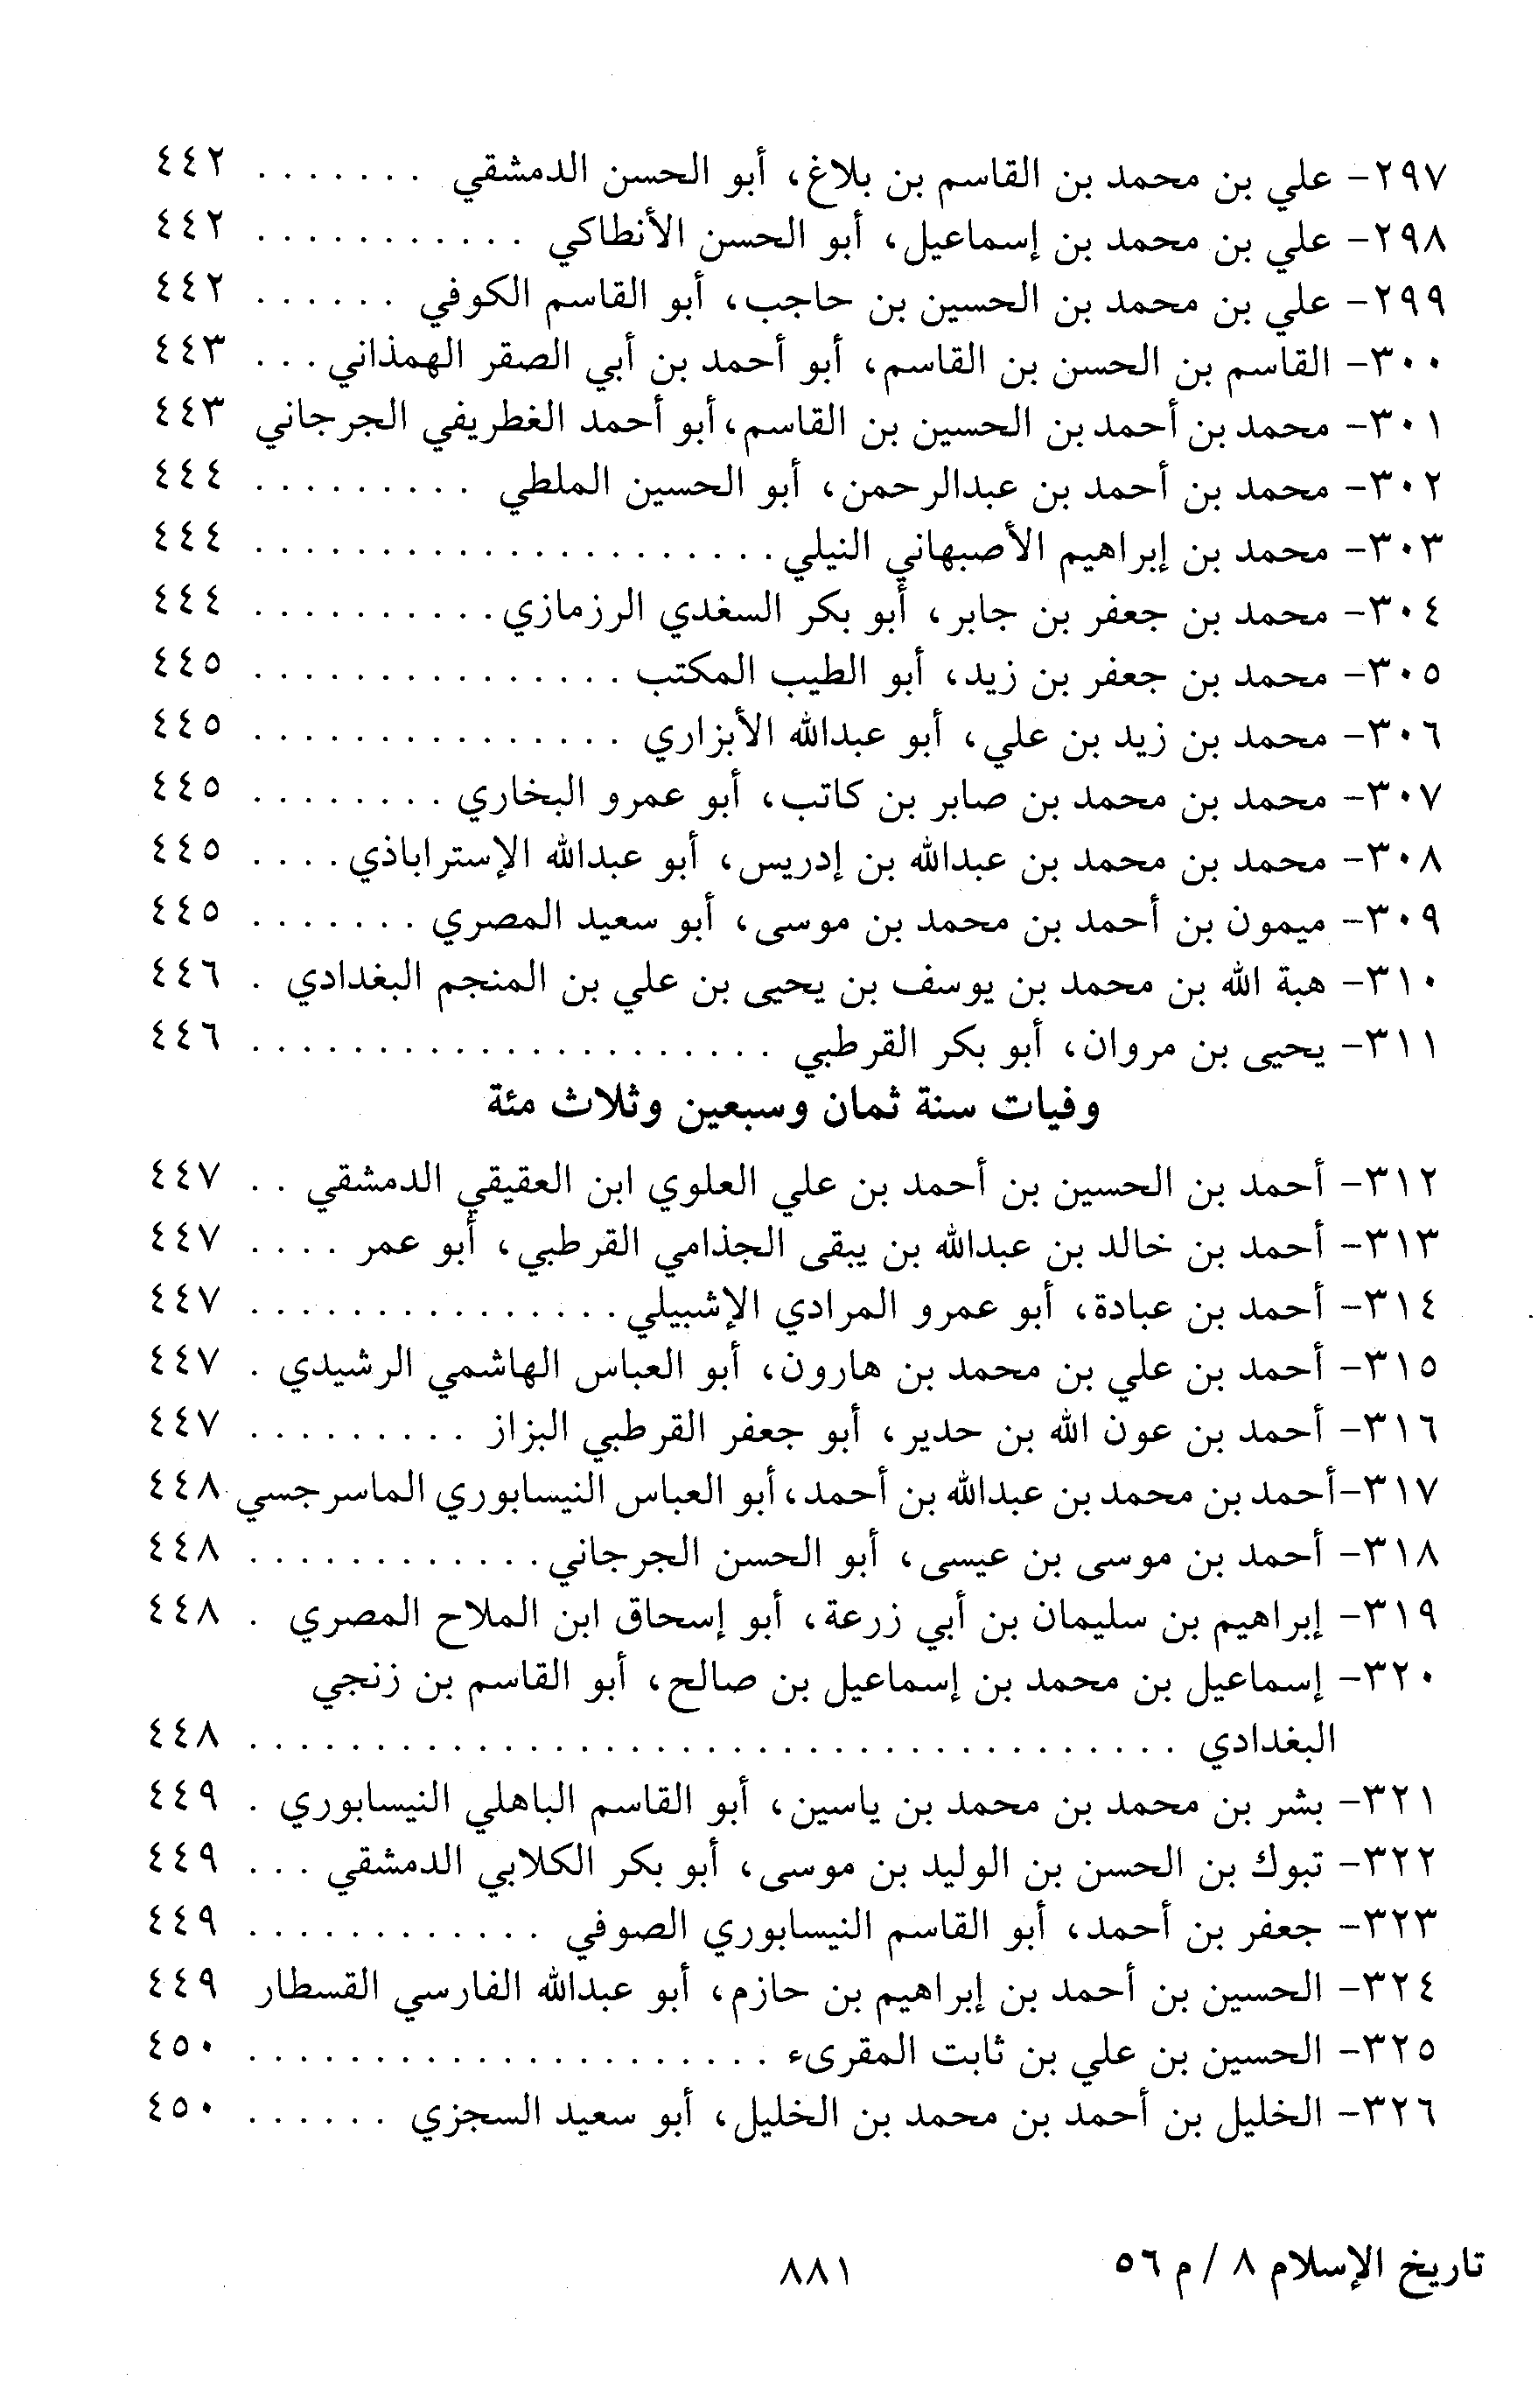 ٢٩٧- علي بن محمد بن القاسم بن بلاغ، أبو الحسن الدمشقي . . . . . . . ٤٤٢
٢٩٨- علي بن محمد بن إسماعيل، أبو الحسن الأنطاكي . . . . . . . . . . . ٤٤٢
٢٩٩- علي بن محمد بن الحسين بن حاجب، أبو القاسم الكوفي . . . . . . ٤٤٢
٣٠٠- القاسم بن الحسن بن القاسم، أبو أحمد بن أبي الصقر الهمذاني . . . ٤٤٣
٣٠١- محمد بن أحمد بن الحسين بن القاسم، أبو أحمد الغطريفي الجرجاني ٤٤٣
٣٠٢- محمد بن أحمد بن عبدالرحمن، أبو الحسين الملطي . . . . . . . . . ٤٤٤
٣٠٣- محمد بن إبراهيم الأصبهاني النيلي . . . . . . . . . . . . . . . . . . . . . ٤٤٤
٣٠٤- محمد بن جعفر بن جابر، أبو بكر السغدي الرزمازي . . . . . . . . . . ٤٤٤
٣٠٥- محمد بن جعفر بن زيد، أبو الطيب المكتب . . . . . . . . . . . . . . . ٤٤٥
٣٠٦- محمد بن زيد بن علي، أبو عبدالله الأبزاري . . . . . . . . . . . . . . . ٤٤٥
٣٠٧- محمد بن محمد بن صابر بن كاتب، أبو عمرو البخاري . . . . . . . . ٤٤٥
٣٠٨- محمد بن محمد بن عبدالله بن إدريس، أبو عبدالله الإستراباذي . . . . ٤٤٥
٣٠٩- ميمون بن أحمد بن محمد بن موسى، أبو سعيد المصري . . . . . . . ٤٤٥
٣١٠- هبة الله بن محمد بن يوسف بن يحيى بن علي بن المنجم البغدادي . ٤٤٦
٣١١- يحيى بن مروان، أبو بكر القرطبي . . . . . . . . . . . . . . . . . . . . . ٤٤٦
وفيات سنة ثمان وسبعين وثلاث مئة
٣١٢- أحمد بن الحسين بن أحمد بن علي العلوي ابن العقيقي الدمشقي . . ٤٤٧
٣١٣- أحمد بن خالد بن عبدالله بن يبقى الجذامي القرطبي، أبو عمر . . . . ٤٤٧
٣١٤- أحمد بن عبادة، أبو عمرو المرادي الإشبيلي . . . . . . . . . . . . . . . ٤٤٧
٣١٥- أحمد بن علي بن محمد بن هارون، أبو العباس الهاشمي الرشيدي . ٤٤٧
٣١٦- أحمد بن عون الله بن حدير، أبو جعفر القرطبي البزاز . . . . . . . . . ٤٤٧
٣١٧-أحمد بن محمد بن عبدالله بن أحمد، أبو العباس النيسابوري الماسرجسي ٤٤٨
٣١٨- أحمد بن موسى بن عيسى، أبو الحسن الجرجاني . . . . . . . . . . . . ٤٤٨
٣١٩- إبراهيم بن سليمان بن أبي زرعة، أبو إسحاق ابن الملاح المصري . ٤٤٨
٣٢٠- إسماعيل بن محمد بن إسماعيل بن صالح، أبو القاسم بن زنجي
البغدادي . . . . . . . . . . . . . . . . . . . . . . . . . . . . . . . . . . . . . ٤٤٨
٣٢١- بشر بن محمد بن محمد بن ياسين، أبو القاسم الباهلي النيسابوري . ٤٤٩
٣٢٢- تبوك بن الحسن بن الوليد بن موسى، أبو بكر الكلابي الدمشقي . . . ٤٤٩
٣٢٣- جعفر بن أحمد، أبو القاسم النيسابوري الصوفي . . . . . . . . . . . . ٤٤٩
٣٢٤- الحسين بن أحمد بن إبراهيم بن حازم، أبو عبدالله الفارسي القسطار ٤٤٩
٣٢٥- الحسين بن علي بن ثابت المقرىء . . . . . . . . . . . . . . . . . . . . . ٤٥٠
٣٢٦- الخليل بن أحمد بن محمد بن الخليل، أبو سعيد السجزي . . . . . . ٤٥٠
تاريخ الإسلام ٨ / م ٥٦
٨٨١